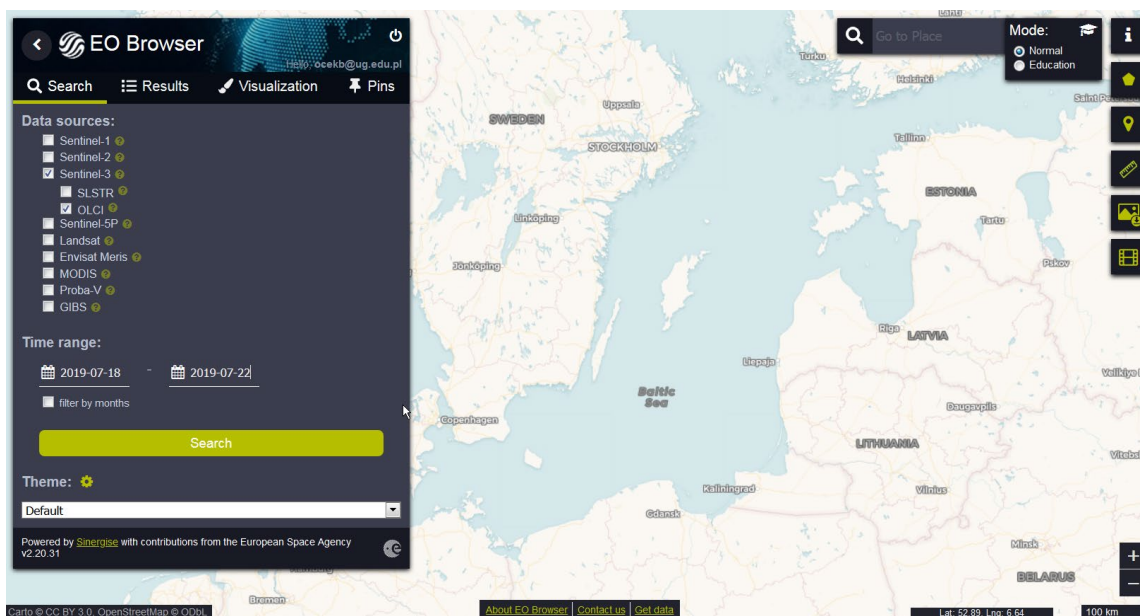 EO Browser
Hello, ocekb@ug.edu.pl
Search Results Visualization Pins
Data sources:
Sentinel-1
Sentinel-2
Sentinel-3
SLSTR
OLCI
Sentinel-5P
Landsat
Envisat Meris
MODIS
Proba-V
GIBS
Time range:
2019-07-18 - 2019-07-22
filter by months
Search
Theme:
Default
Powered by Sinergise with contributions from the European Space Agency
v2.20.31
Go to Place
Mode:
Normal
Education
Turku
Helsinki
Uppsala
SWEDEN
STOCKHOLM
Tallinn
ESTONIA
Linköping
Tartu
Jönköping
Pskov
Riga
LATVIA
Liepaja
Baltic
Sea
Daugavpils
Copenhagen
LITHUANIA
Kaliningrad
Vilnius
Gdansk
Minsk
BELARUS
Bremen
Carto © CC BY 3.0, OpenStreetMap © ODbL
About EO Browser Contact us Get data
Lat: 52.89, Lng: 6.64
100 km